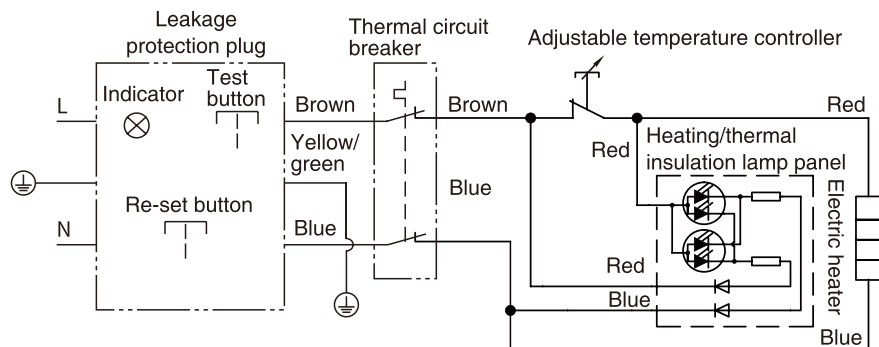 Leakage
protection plug
Thermal circuit
breaker
Adjustable temperature controller
L
Indicator
Test
button
Brown
Brown
Red
Yellow/
green
Red
Heating/thermal
insulation lamp panel
Blue
Re-set button
N
Blue
Electric heater
Red
Blue
Blue